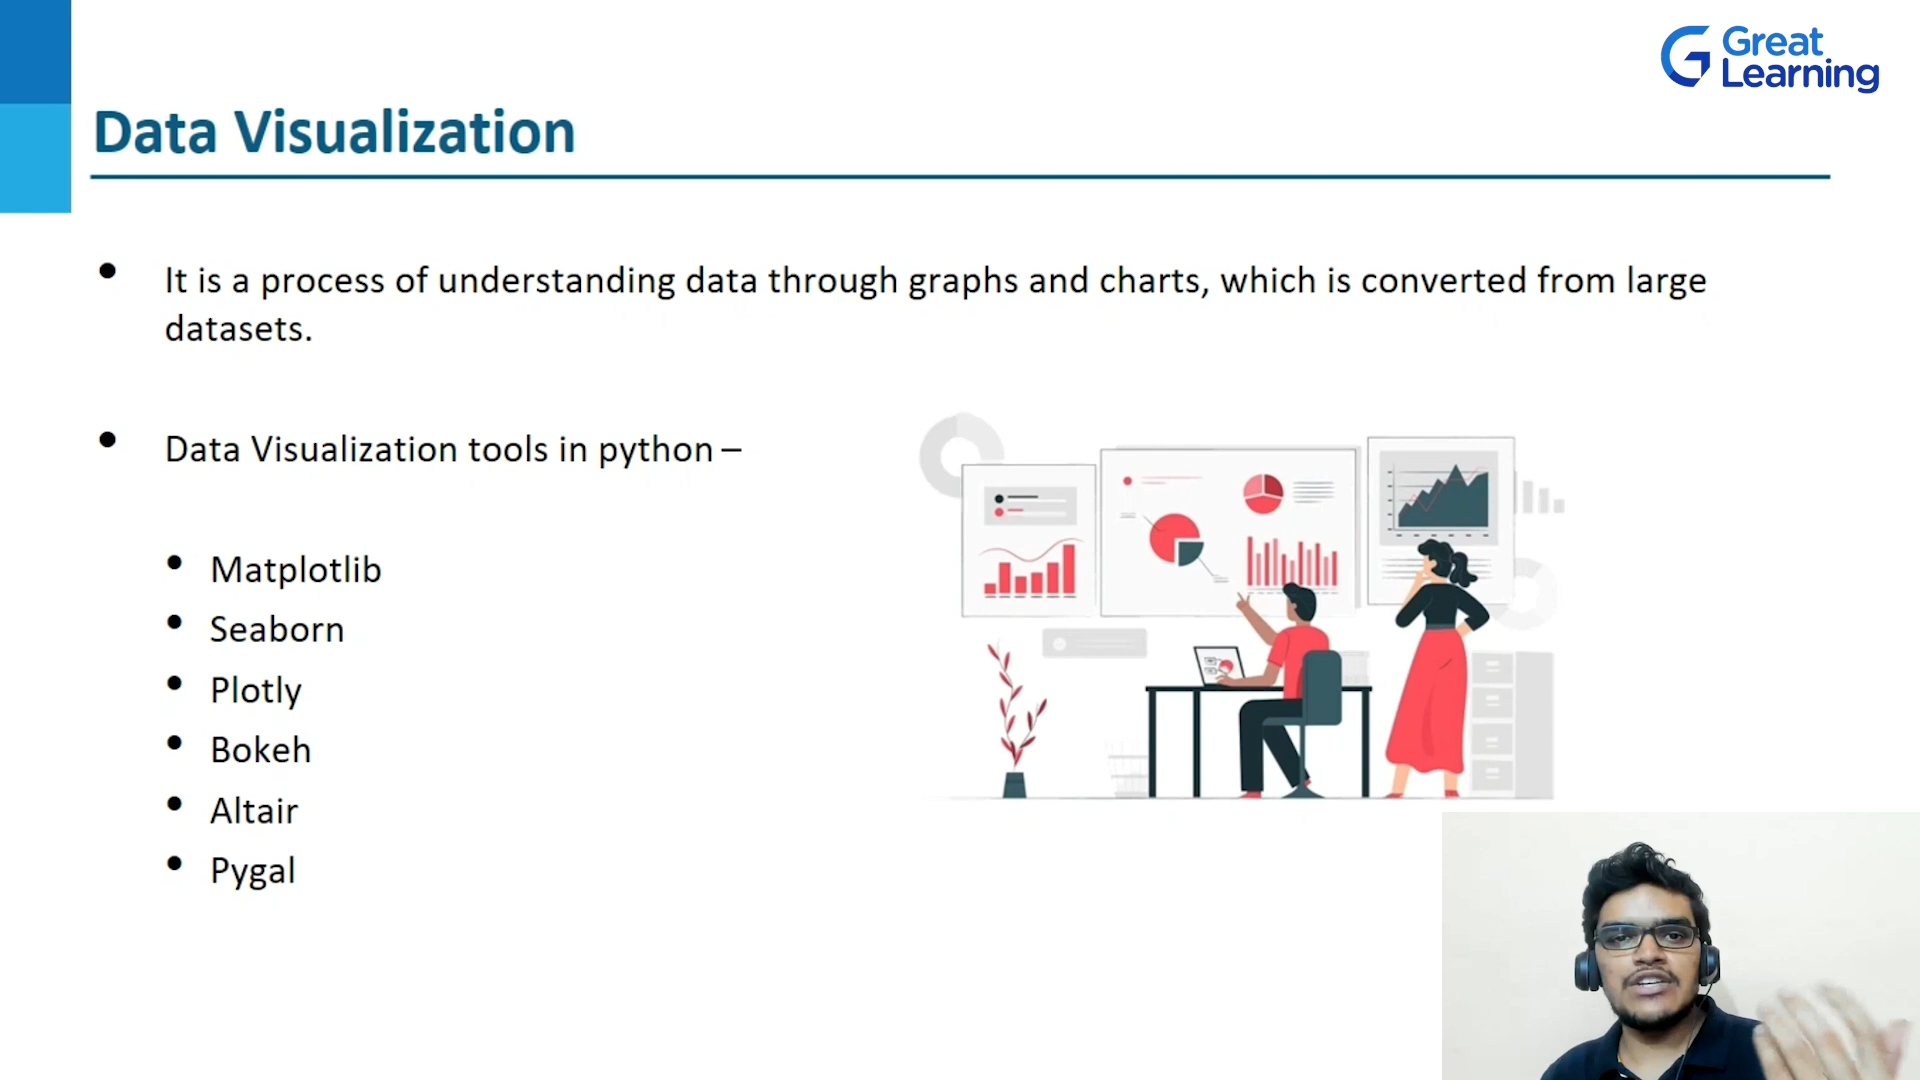 Great
Learning
Data Visualization
It is a process of understanding data through graphs and charts, which is converted from large
datasets.
Data Visualization tools in python –
Matplotlib
Seaborn
Plotly
Bokeh
Altair
Pygal